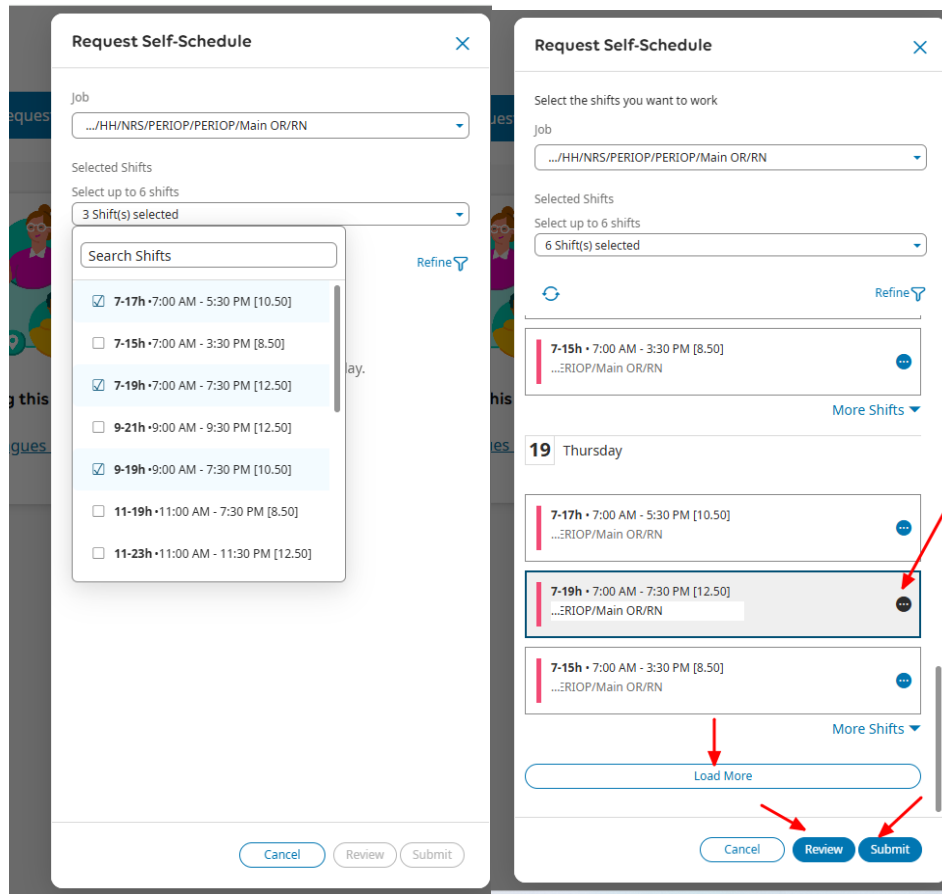 Request Self-Schedule
Job
.../HH/NRS/PERIOP/PERIOP/Main OR/RN
Selected Shifts
Select up to 6 shifts
3 Shift(s) selected
Search Shifts
Refine
7-17h •7:00 AM - 5:30 PM [10.50]
7-15h •7:00 AM - 3:30 PM [8.50]
7-19h •7:00 AM - 7:30 PM [12.50]
9-21h •9:00 AM - 9:30 PM [12.50]
9-19h •9:00 AM - 7:30 PM [10.50]
11-19h •11:00 AM - 7:30 PM [8.50]
11-23h •11:00 AM - 11:30 PM [12.50]
lay.
eques
g this
gues
Cancel Review Submit
Request Self-Schedule
Select the shifts you want to work
Job
.../HH/NRS/PERIOP/PERIOP/Main OR/RN
Selected Shifts
Select up to 6 shifts
6 Shift(s) selected
Refine
7-15h • 7:00 AM - 3:30 PM [8.50]
...ERIOP/Main OR/RN
More Shifts
19 Thursday
7-17h • 7:00 AM - 5:30 PM [10.50]
...ERIOP/Main OR/RN
7-19h • 7:00 AM - 7:30 PM [12.50]
...ERIOP/Main OR/RN
7-15h • 7:00 AM - 3:30 PM [8.50]
...ERIOP/Main OR/RN
More Shifts
Load More
ues
his
es
Cancel Review Submit